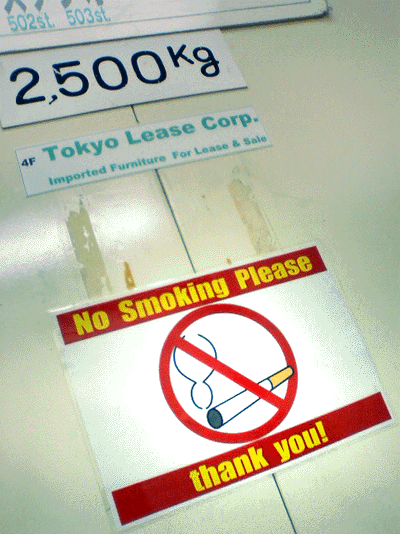 502st. 503st.
2,500Kg
4F Tokyo Lease Corp.
Imported Furniture For Lease & Sale
No Smoking Please
thank you!